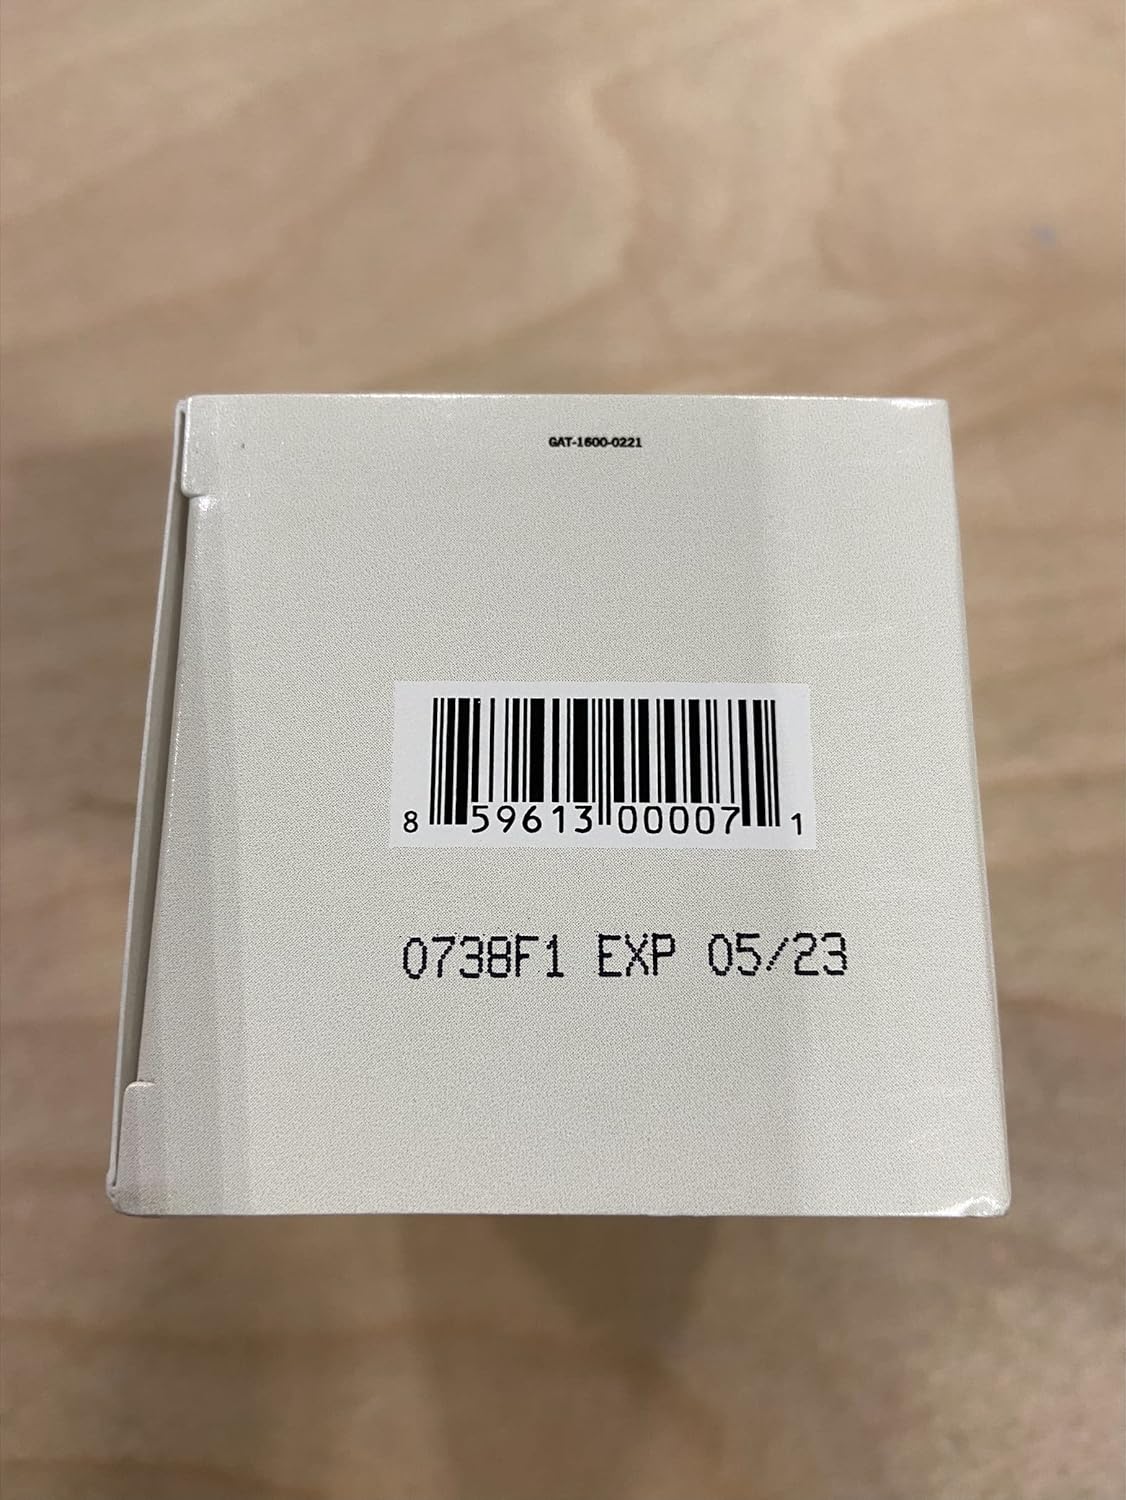 GAT-1600-0221
8 59613 00007 1
0738F1 EXP 05/23